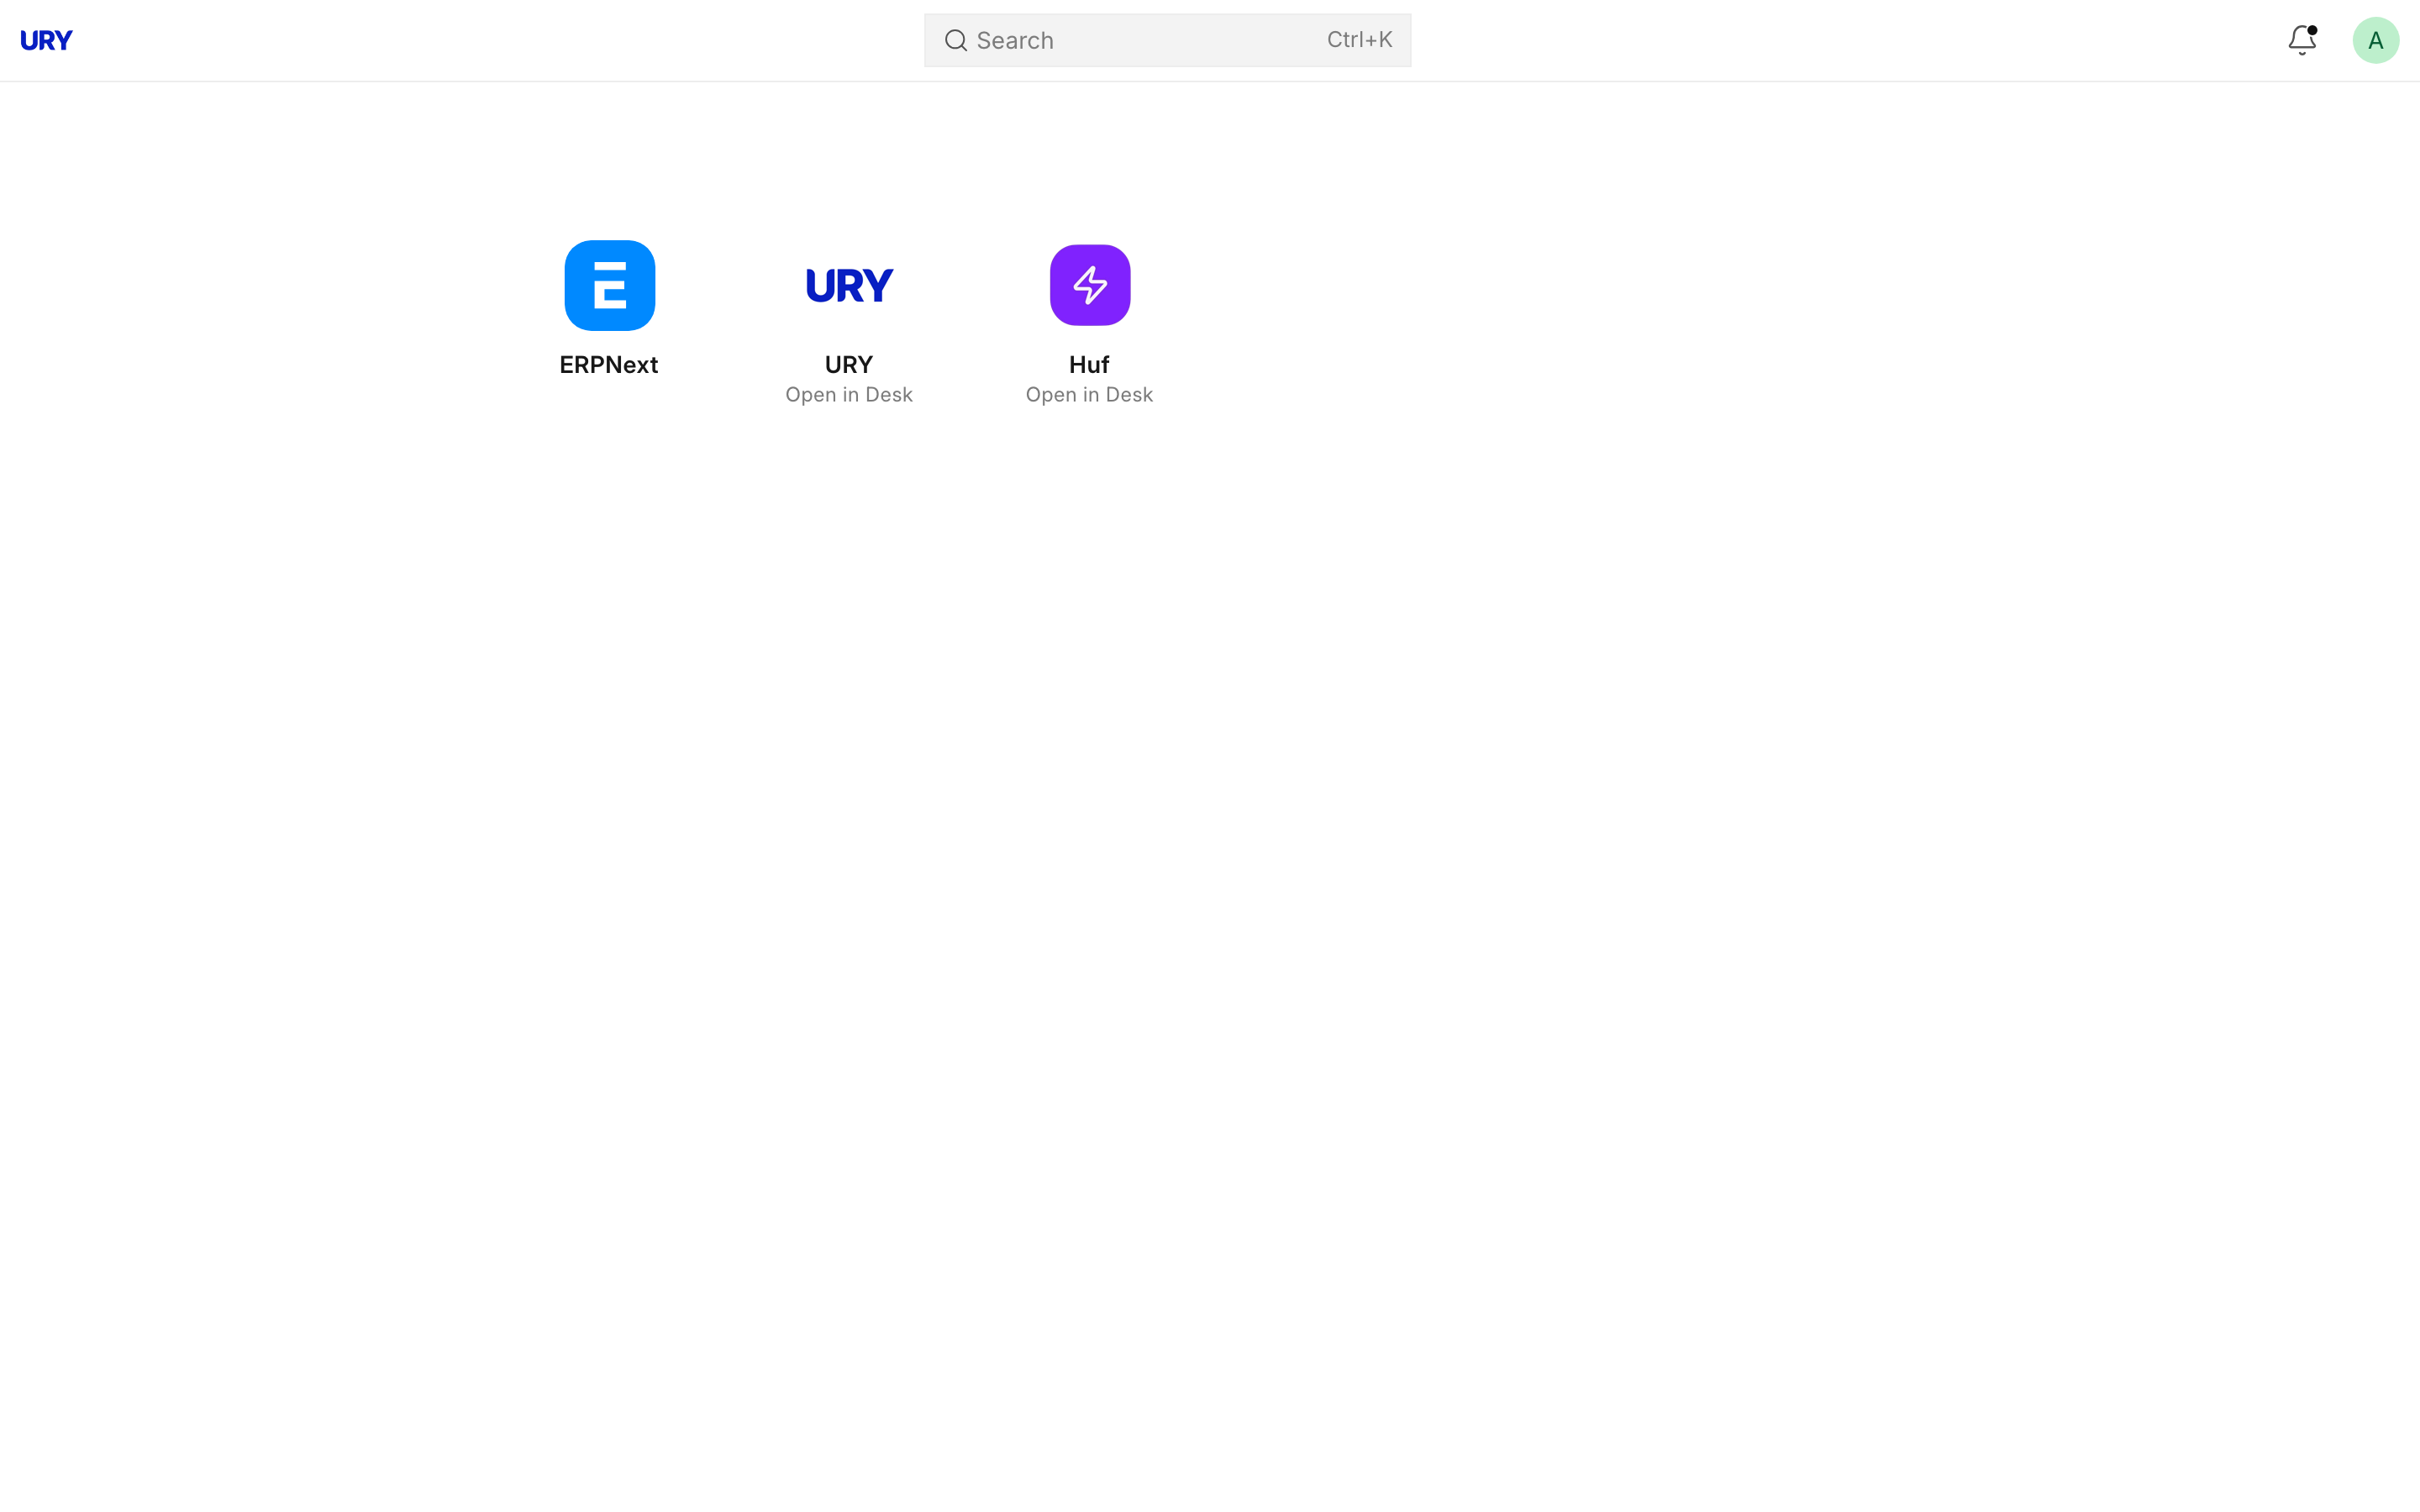 URY
Search
Ctrl+K
A
E
URY
ERPNext
URY
Huf
Open in Desk
Open in Desk